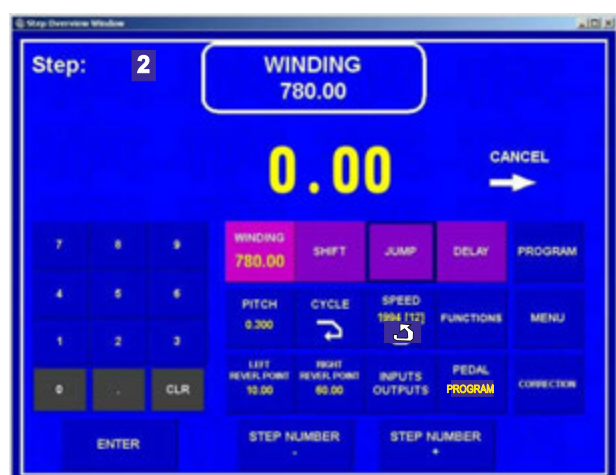 Step Overview Window
Step: 2
WINDING
780.00
0.00
CANCEL
7 8 9
WINDING
780.00
SHIFT
JUMP
DELAY
PROGRAM
4 5 6
PITCH
0.300
CYCLE
SPEED
1994 [12]
FUNCTIONS
MENU
1 2 3
LEFT
REVER. POINT
10.00
RIGHT
REVER. POINT
60.00
INPUTS
OUTPUTS
PEDAL
PROGRAM
CORRECTION
0 . CLR
ENTER
STEP NUMBER
-
STEP NUMBER
+